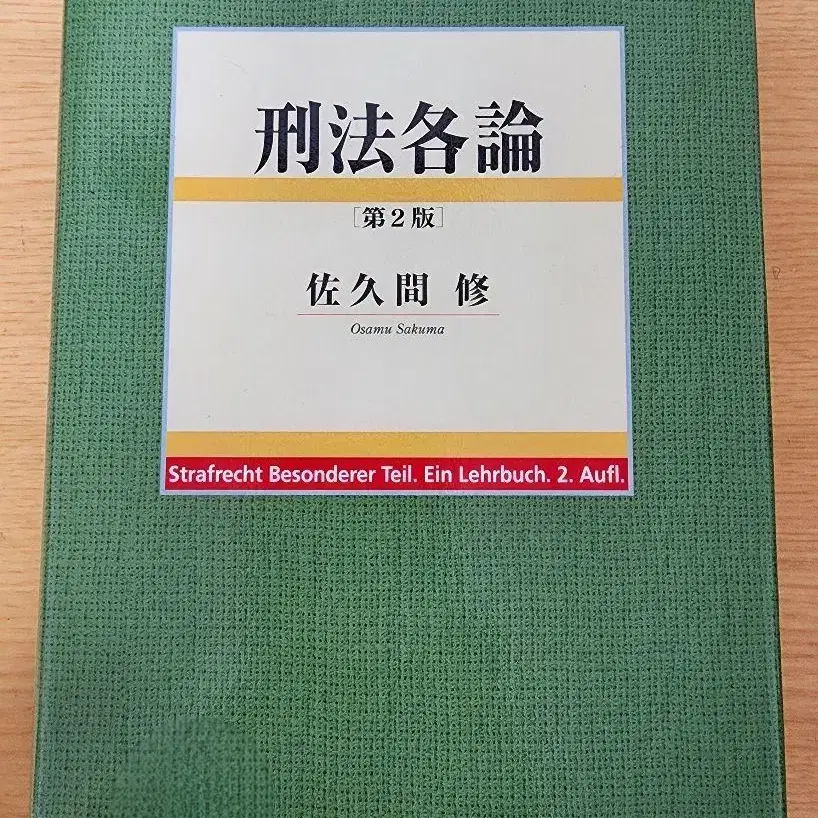 刑法各論
[第2版]
佐久間 修
Osamu Sakuma
Strafrecht Besonderer Teil. Ein Lehrbuch. 2. Aufl.